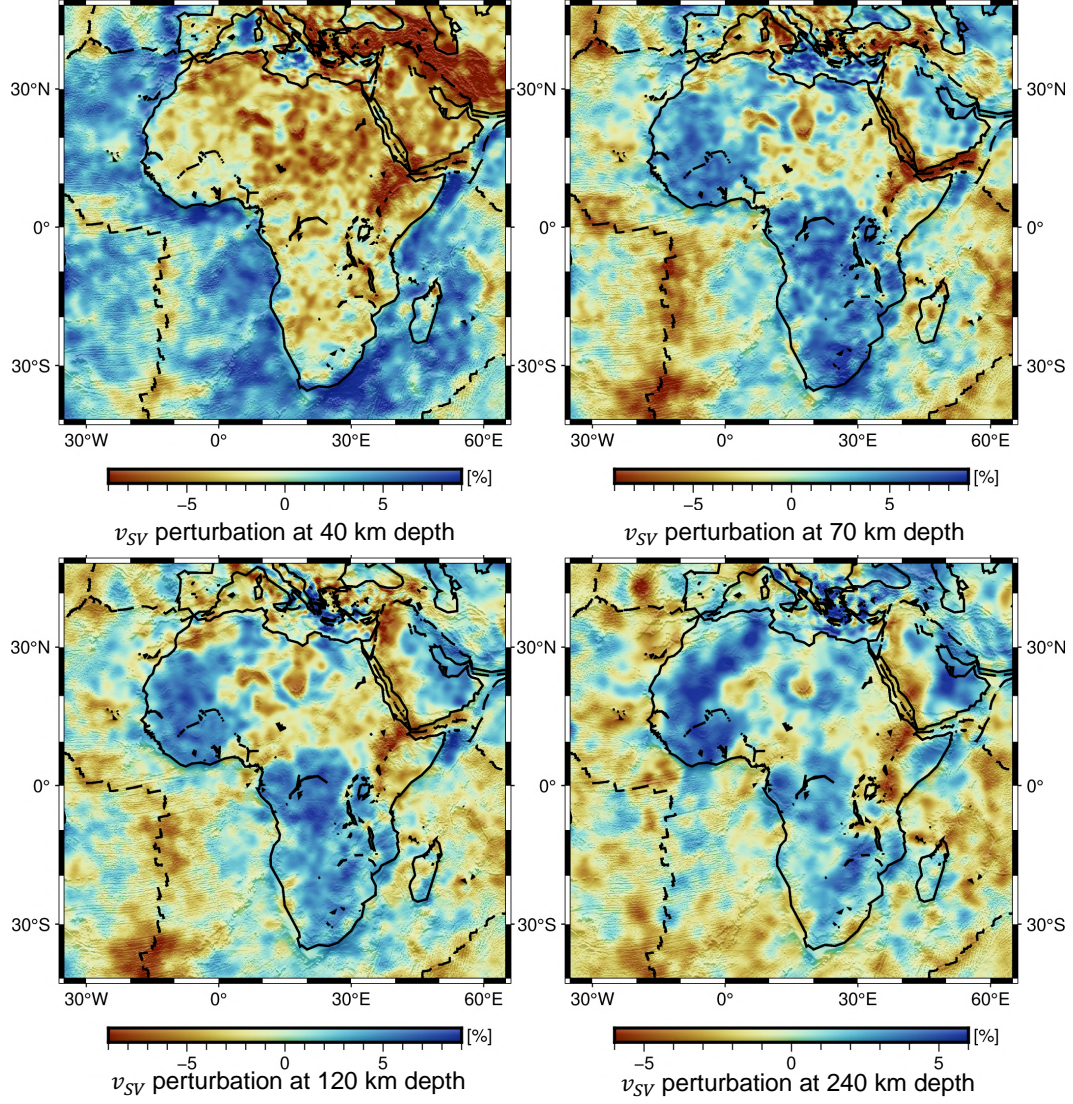 30°N 30°N
0° 0°
30°S 30°S
30°W 0° 30°E 60°E 30°W 0° 30°E 60°E
[%] [%]
−5 0 5 −5 0 5
v_SV perturbation at 40 km depth v_SV perturbation at 70 km depth
30°N 30°N
0° 0°
30°S 30°S
30°W 0° 30°E 60°E 30°W 0° 30°E 60°E
[%] [%]
−5 0 5 −5 0 5
v_SV perturbation at 120 km depth v_SV perturbation at 240 km depth